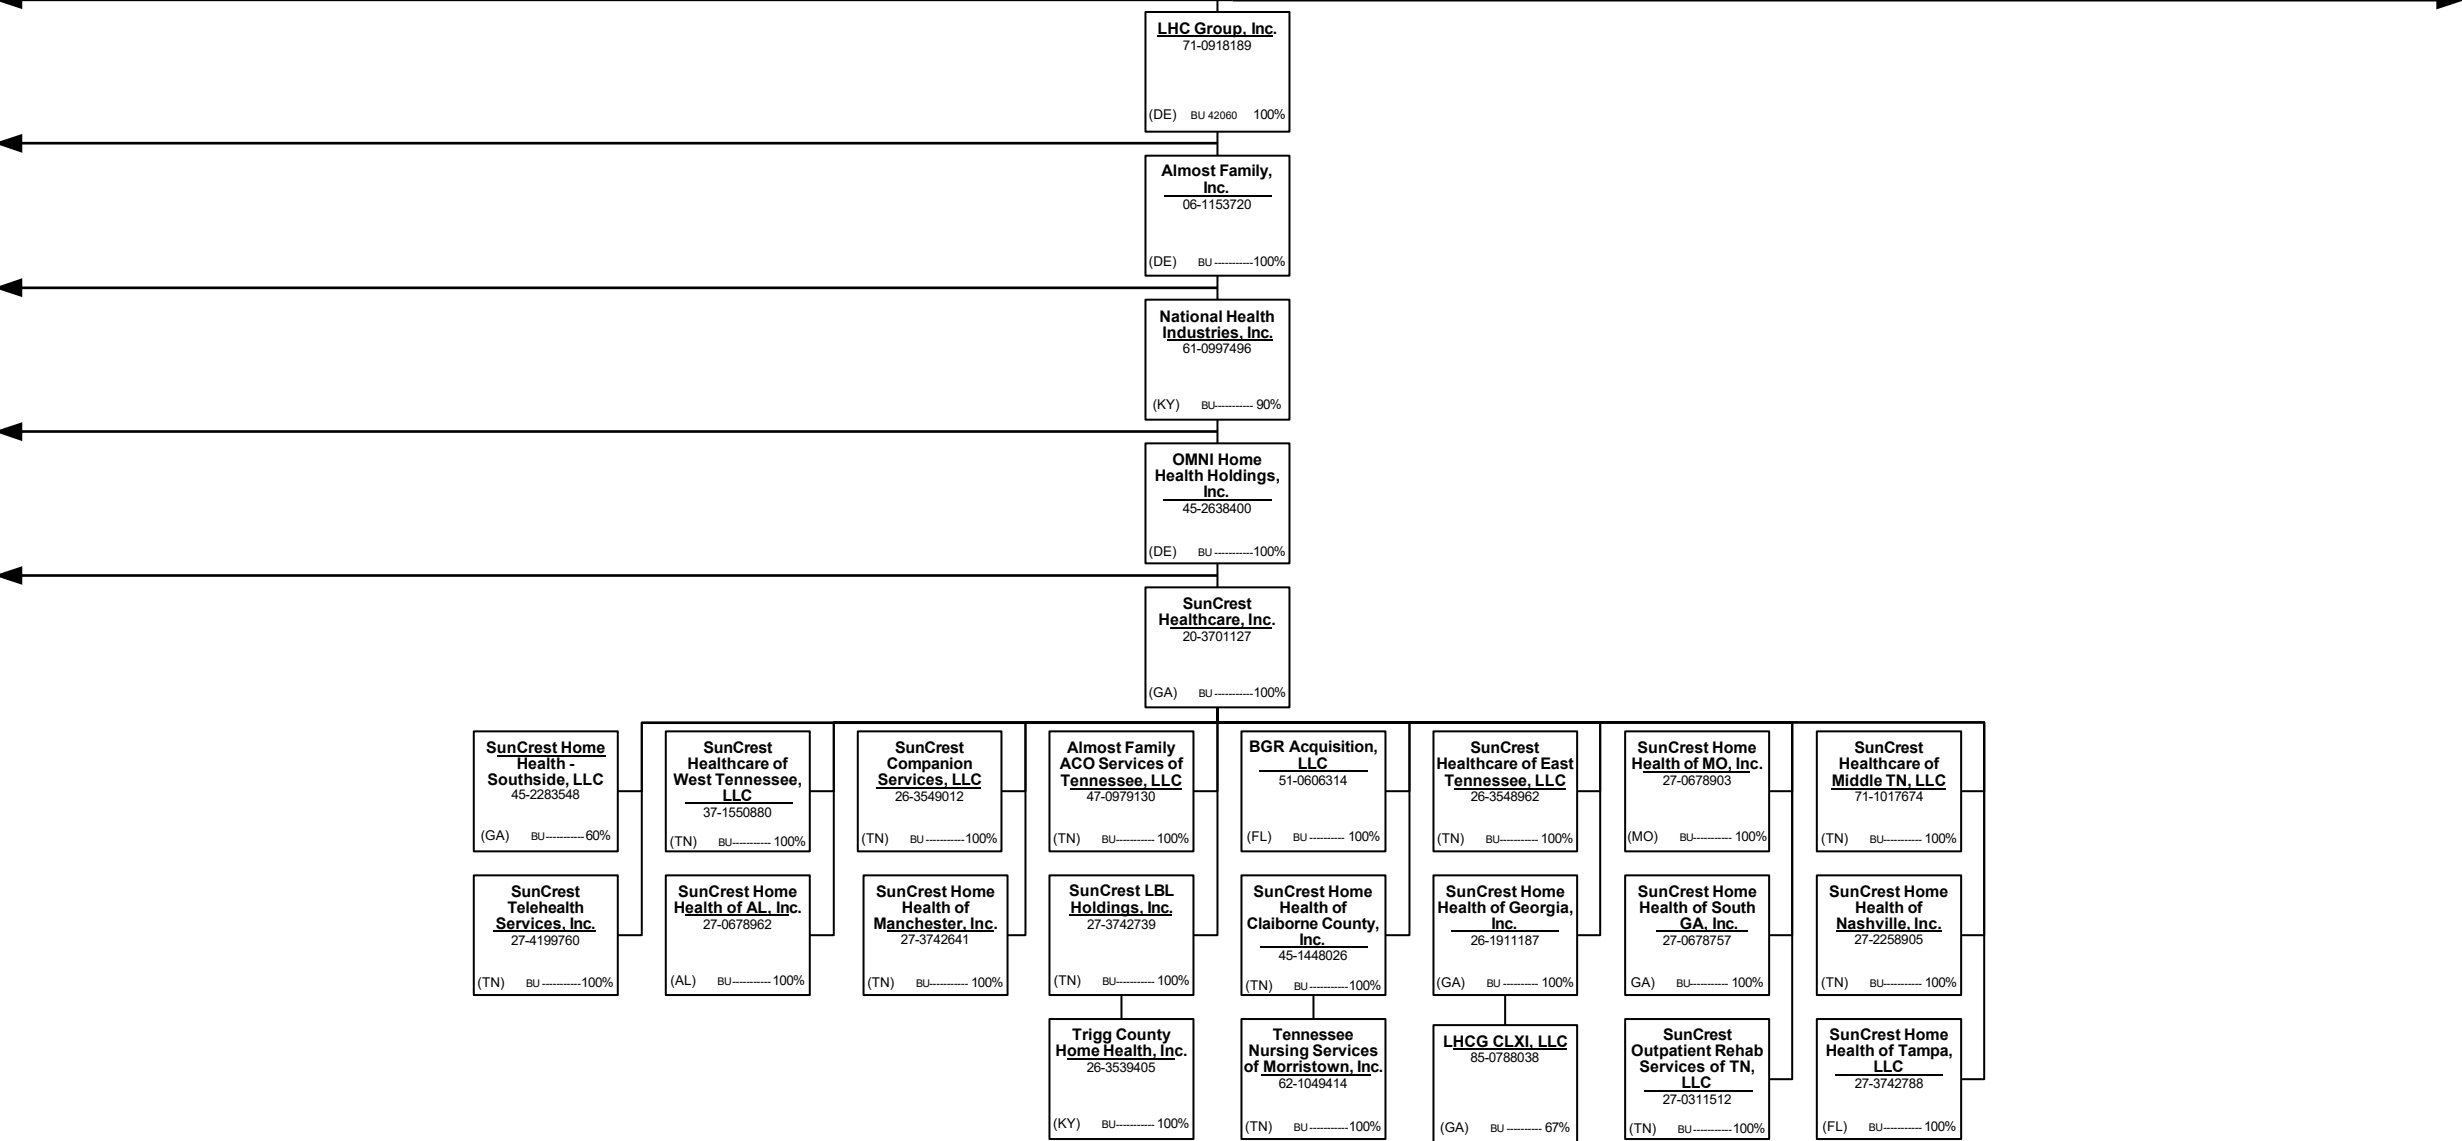 LHC Group, Inc.
71-0918189
(DE) BU 42060 100%
Almost Family,
Inc.
06-1153720
(DE) BU -----------100%
National Health
Industries, Inc.
61-0997496
(KY) BU----------- 90%
OMNI Home
Health Holdings,
Inc.
45-2638400
(DE) BU -----------100%
SunCrest
Healthcare, Inc.
20-3701127
(GA) BU -----------100%
SunCrest Home
Health -
Southside, LLC
45-2283548
(GA) BU-----------60%
SunCrest
Healthcare of
West Tennessee,
LLC
37-1550880
(TN) BU----------- 100%
SunCrest
Companion
Services, LLC
26-3549012
(TN) BU -----------100%
Almost Family
ACO Services of
Tennessee, LLC
47-0979130
(TN) BU----------- 100%
BGR Acquisition,
LLC
51-0606314
(FL) BU ---------- 100%
SunCrest
Healthcare of East
Tennessee, LLC
26-3548962
(TN) BU----------- 100%
SunCrest Home
Health of MO, Inc.
27-0678903
(MO) BU----------- 100%
SunCrest
Healthcare of
Middle TN, LLC
71-1017674
(TN) BU----------- 100%
SunCrest
Telehealth
Services, Inc.
27-4199760
(TN) BU -----------100%
SunCrest Home
Health of AL, Inc.
27-0678962
(AL) BU----------- 100%
SunCrest Home
Health of
Manchester, Inc.
27-3742641
(TN) BU----------- 100%
SunCrest LBL
Holdings, Inc.
27-3742739
(TN) BU----------- 100%
SunCrest Home
Health of
Claiborne County,
Inc.
45-1448026
(TN) BU -----------100%
SunCrest Home
Health of Georgia,
Inc.
26-1911187
(GA) BU ---------- 100%
SunCrest Home
Health of South
GA, Inc.
27-0678757
GA) BU----------- 100%
SunCrest Home
Health of
Nashville, Inc.
27-2258905
(TN) BU----------- 100%
Trigg County
Home Health, Inc.
26-3539405
(KY) BU----------- 100%
Tennessee
Nursing Services
of Morristown, Inc.
62-1049414
(TN) BU -----------100%
LHCG CLXI, LLC
85-0788038
(GA) BU ---------- 67%
SunCrest
Outpatient Rehab
Services of TN,
LLC
27-0311512
(TN) BU -----------100%
SunCrest Home
Health of Tampa,
LLC
27-3742788
(FL) BU----------- 100%